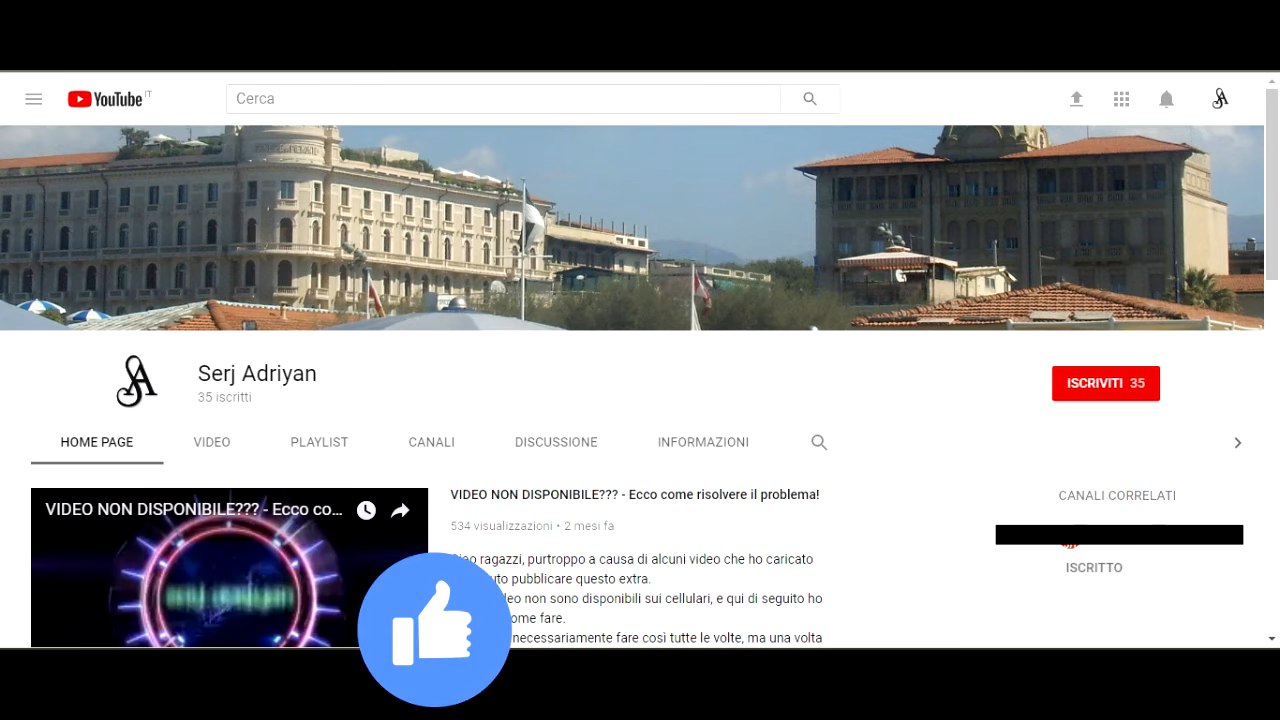 YouTube IT
Cerca
Serj Adriyan
35 iscritti
ISCRIVITI 35
HOME PAGE
VIDEO
PLAYLIST
CANALI
DISCUSSIONE
INFORMAZIONI
VIDEO NON DISPONIBILE??? - Ecco co...
VIDEO NON DISPONIBILE??? - Ecco come risolvere il problema!
534 visualizzazioni • 2 mesi fa
ragazzi, purtroppo a causa di alcuni video che ho caricato
pubblicare questo extra.
non sono disponibili sui cellulari, e qui di seguito ho
fare.
necessariamente fare così tutte le volte, ma una volta
CANALI CORRELATI
ISCRITTO